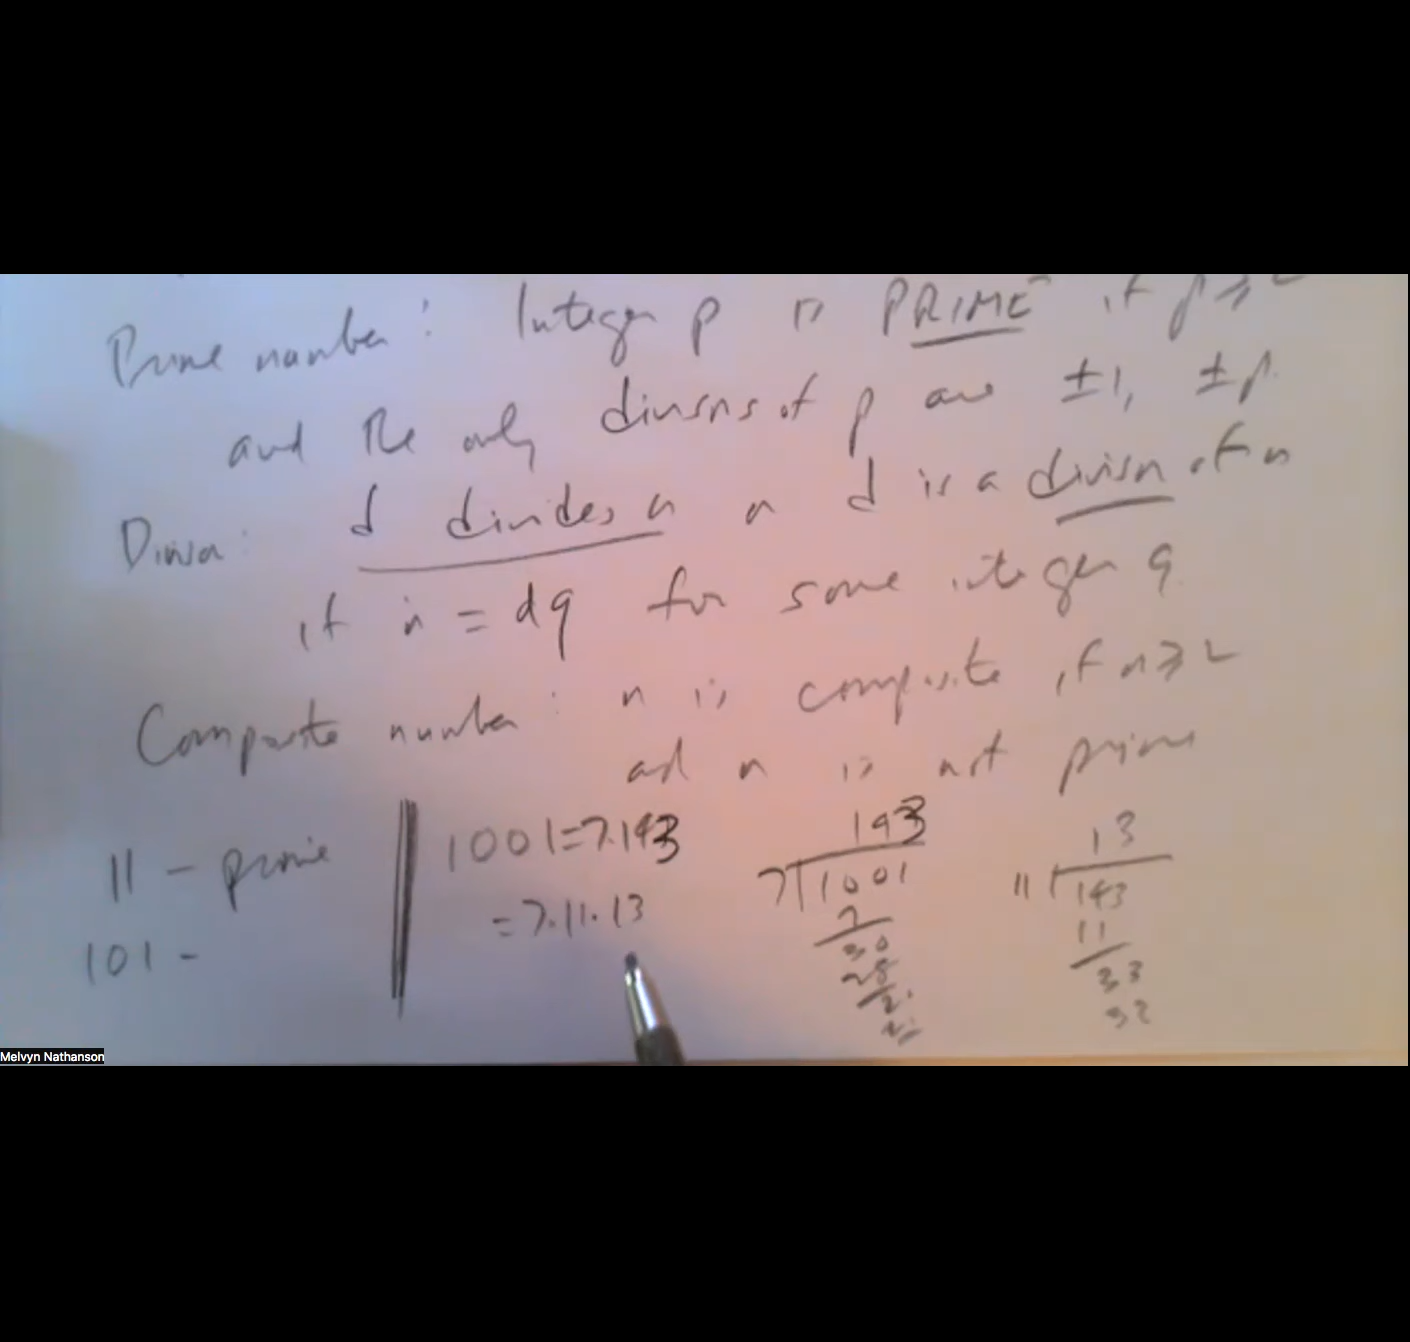 Prime number: Integer p is PRIME if p ≥ 2
and the only divisors of p are ±1, ±p.
Divisor: d divides n or d is a divisor of n
if n = dq for some integer q.
Composite number: n is composite if n ≥ 2
and n is not prime
11 - prime
101 -
1001=7.143
=7.11.13
143
7 1001
7
30
28
21
21
13
11 143
11
33
32
Melvyn Nathanson